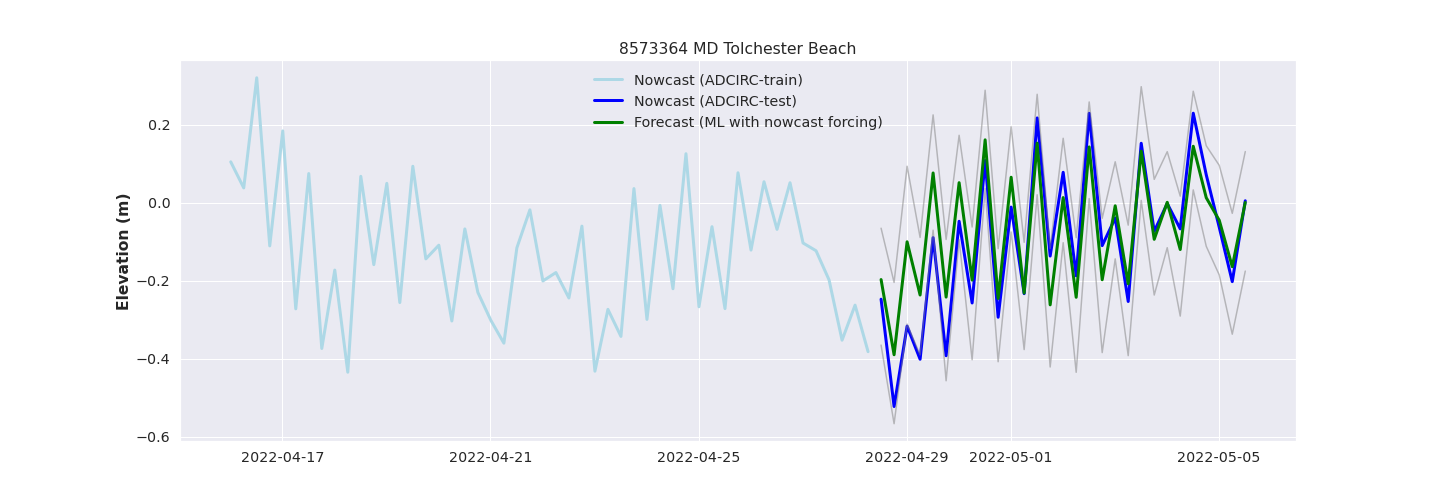 8573364 MD Tolchester Beach
Nowcast (ADCIRC-train)
Nowcast (ADCIRC-test)
Forecast (ML with nowcast forcing)
Elevation (m)
0.2
0.0
−0.2
−0.4
−0.6
2022-04-17 2022-04-21 2022-04-25 2022-04-29 2022-05-01 2022-05-05